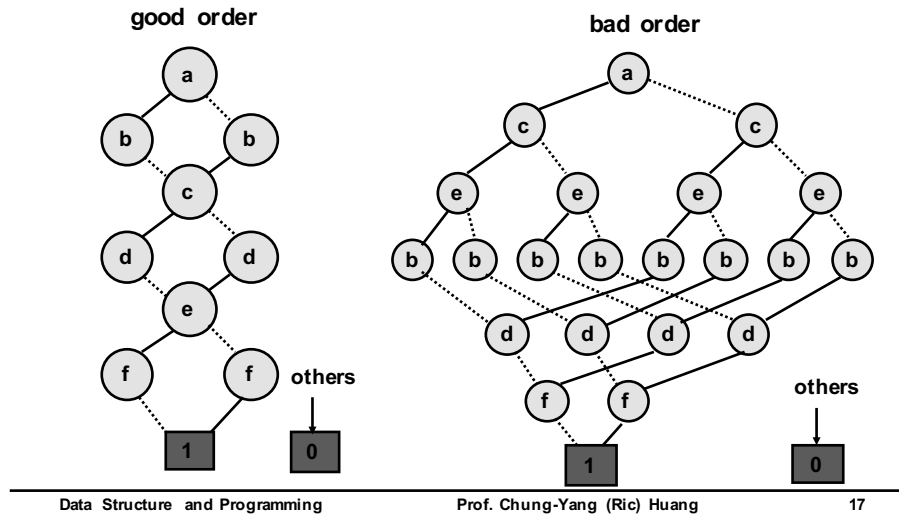 good order
bad order
a
b b
c
d d
e
f f
others
1 0
a
c c
e e e e
b b b b b b b b
d d d d
f f
others
1 0
Data Structure and Programming Prof. Chung-Yang (Ric) Huang 17